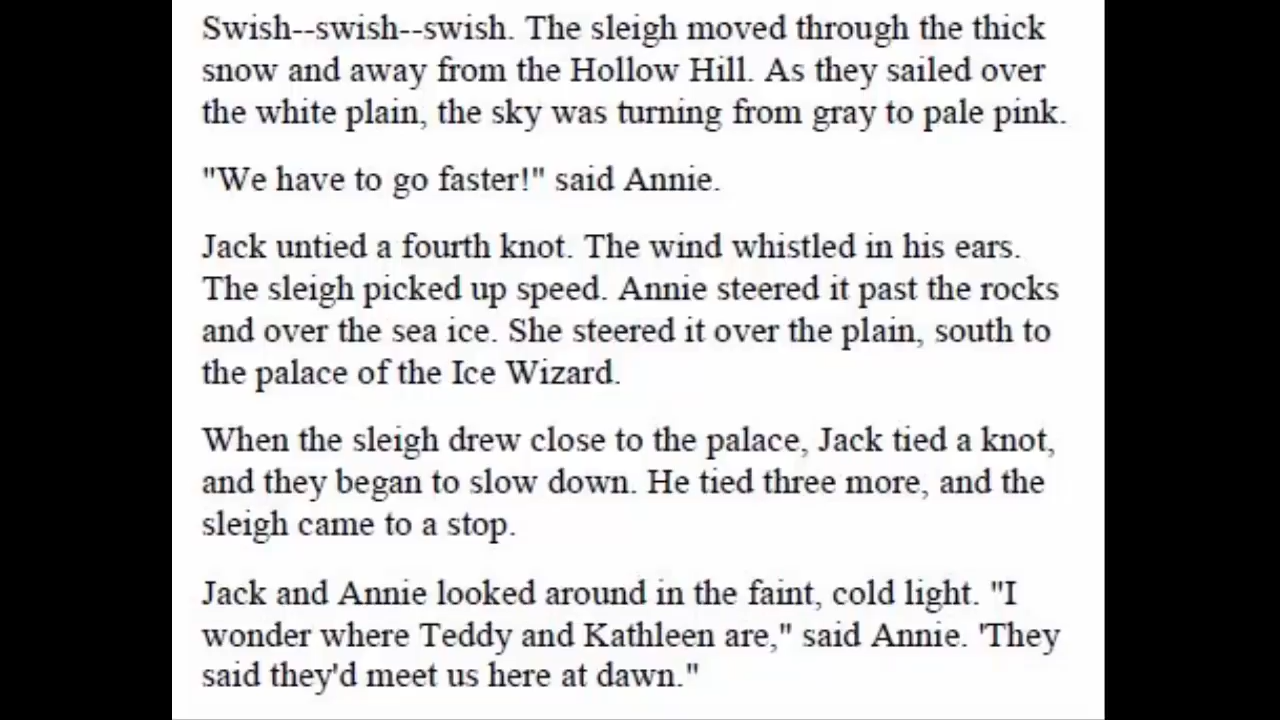 Swish--swish--swish. The sleigh moved through the thick
snow and away from the Hollow Hill. As they sailed over
the white plain, the sky was turning from gray to pale pink.
"We have to go faster!" said Annie.
Jack untied a fourth knot. The wind whistled in his ears.
The sleigh picked up speed. Annie steered it past the rocks
and over the sea ice. She steered it over the plain, south to
the palace of the Ice Wizard.
When the sleigh drew close to the palace, Jack tied a knot,
and they began to slow down. He tied three more, and the
sleigh came to a stop.
Jack and Annie looked around in the faint, cold light. "I
wonder where Teddy and Kathleen are," said Annie. 'They
said they'd meet us here at dawn."